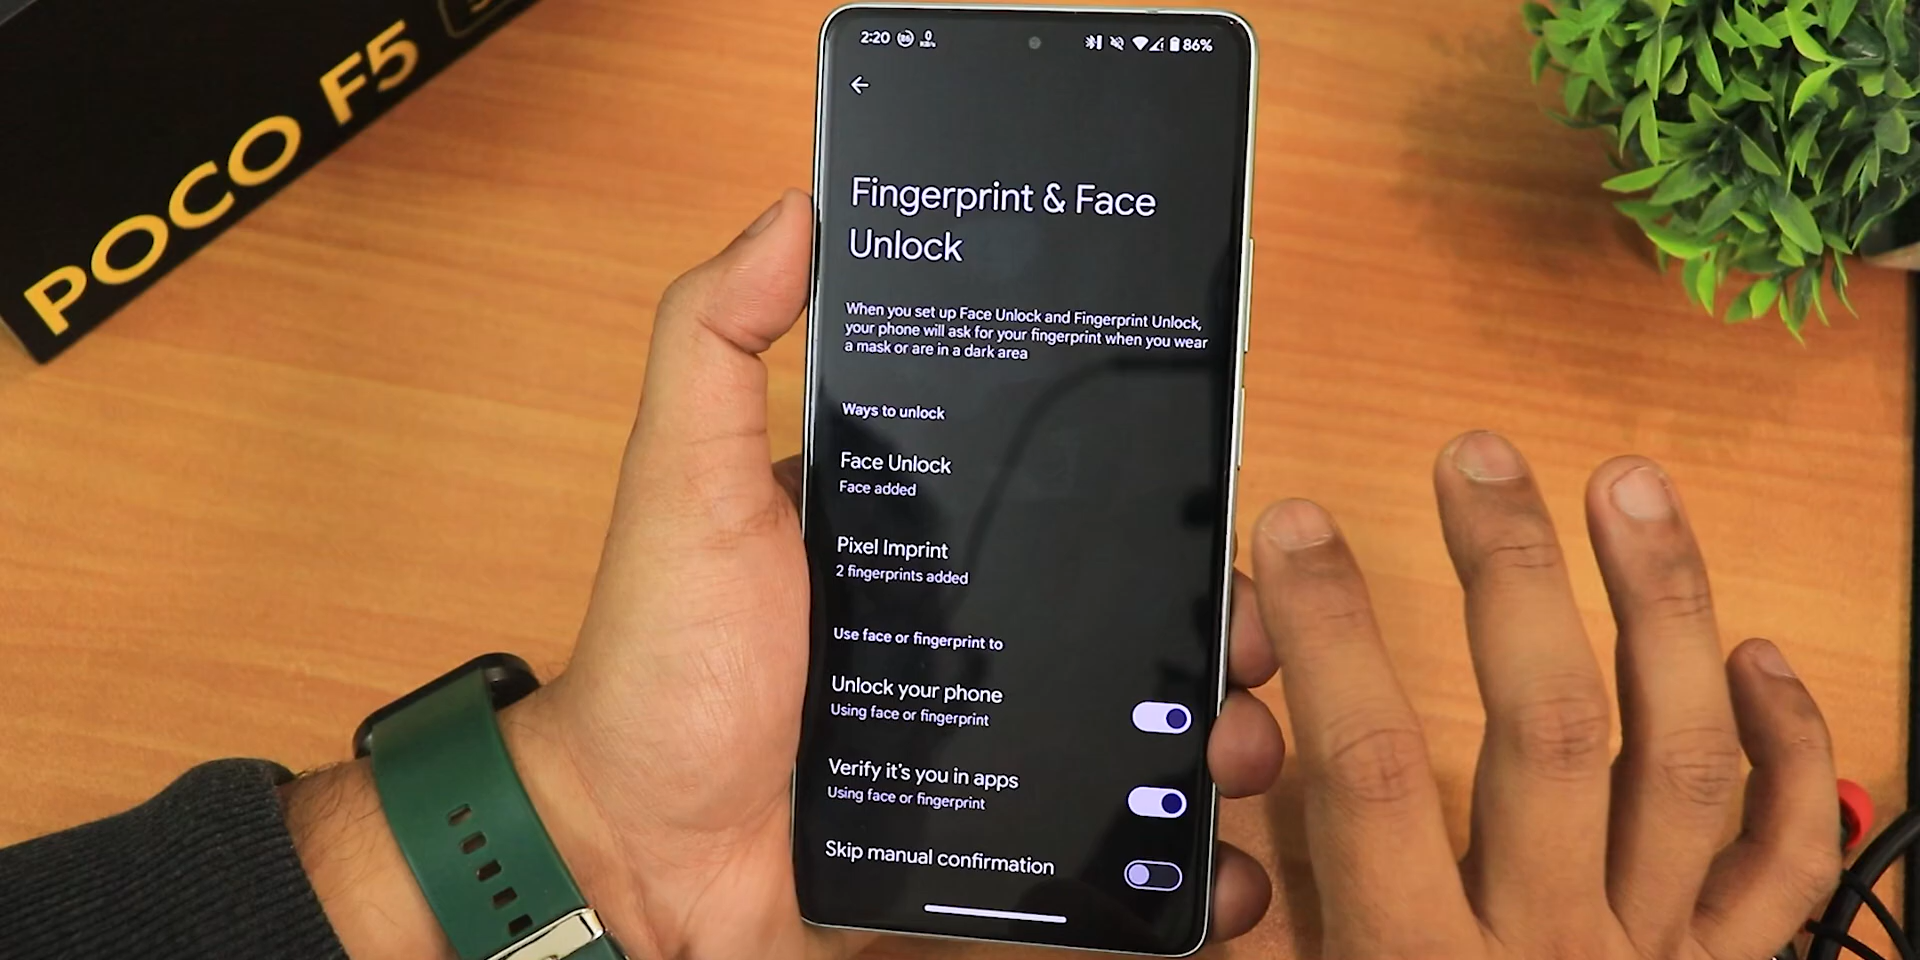 POCO F5
2:20 86%
Fingerprint & Face
Unlock
When you set up Face Unlock and Fingerprint Unlock,
your phone will ask for your fingerprint when you wear
a mask or are in a dark area
Ways to unlock
Face Unlock
Face added
Pixel Imprint
2 fingerprints added
Use face or fingerprint to
Unlock your phone
Using face or fingerprint
Verify it's you in apps
Using face or fingerprint
Skip manual confirmation